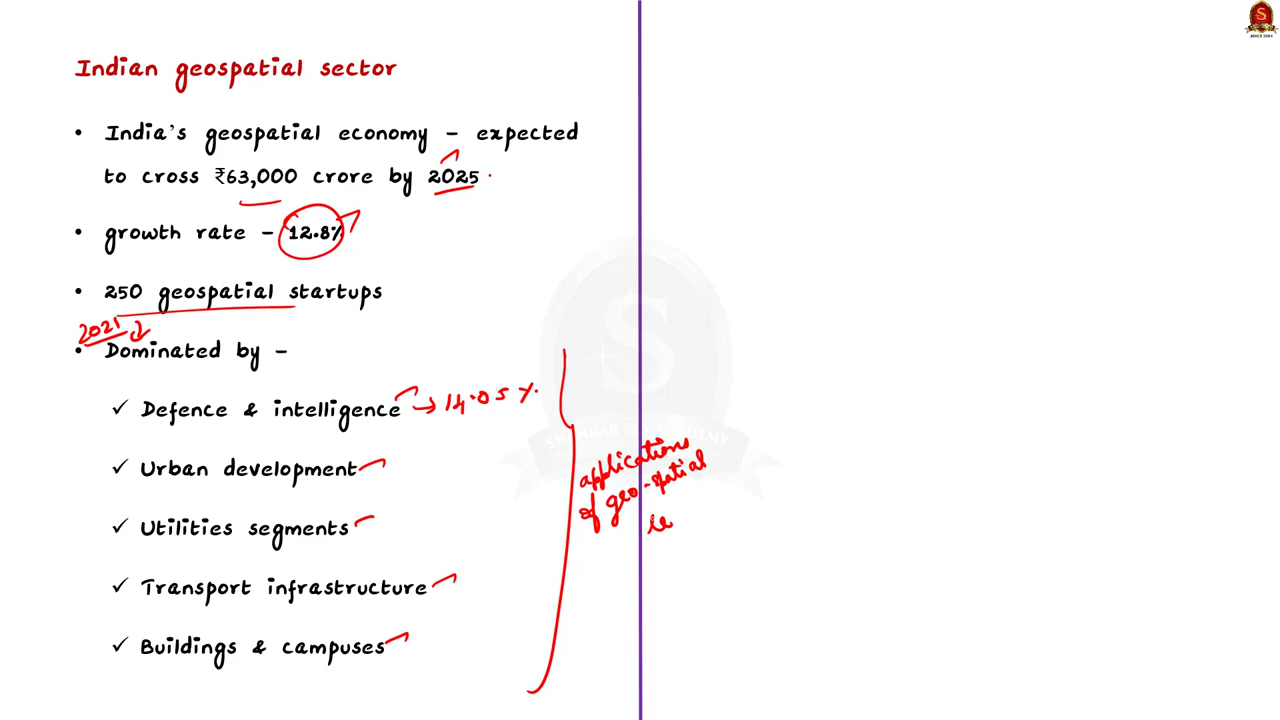 Indian geospatial sector
• India's geospatial economy – expected
to cross ₹63,000 crore by 2025
• growth rate – 12.8%
• 250 geospatial startups
2021
• Dominated by –
✓ Defence & intelligence → 14.05%
✓ Urban development
✓ Utilities segments
✓ Transport infrastructure
✓ Buildings & campuses
applications
of geo-spatial
S
SINCE 2004